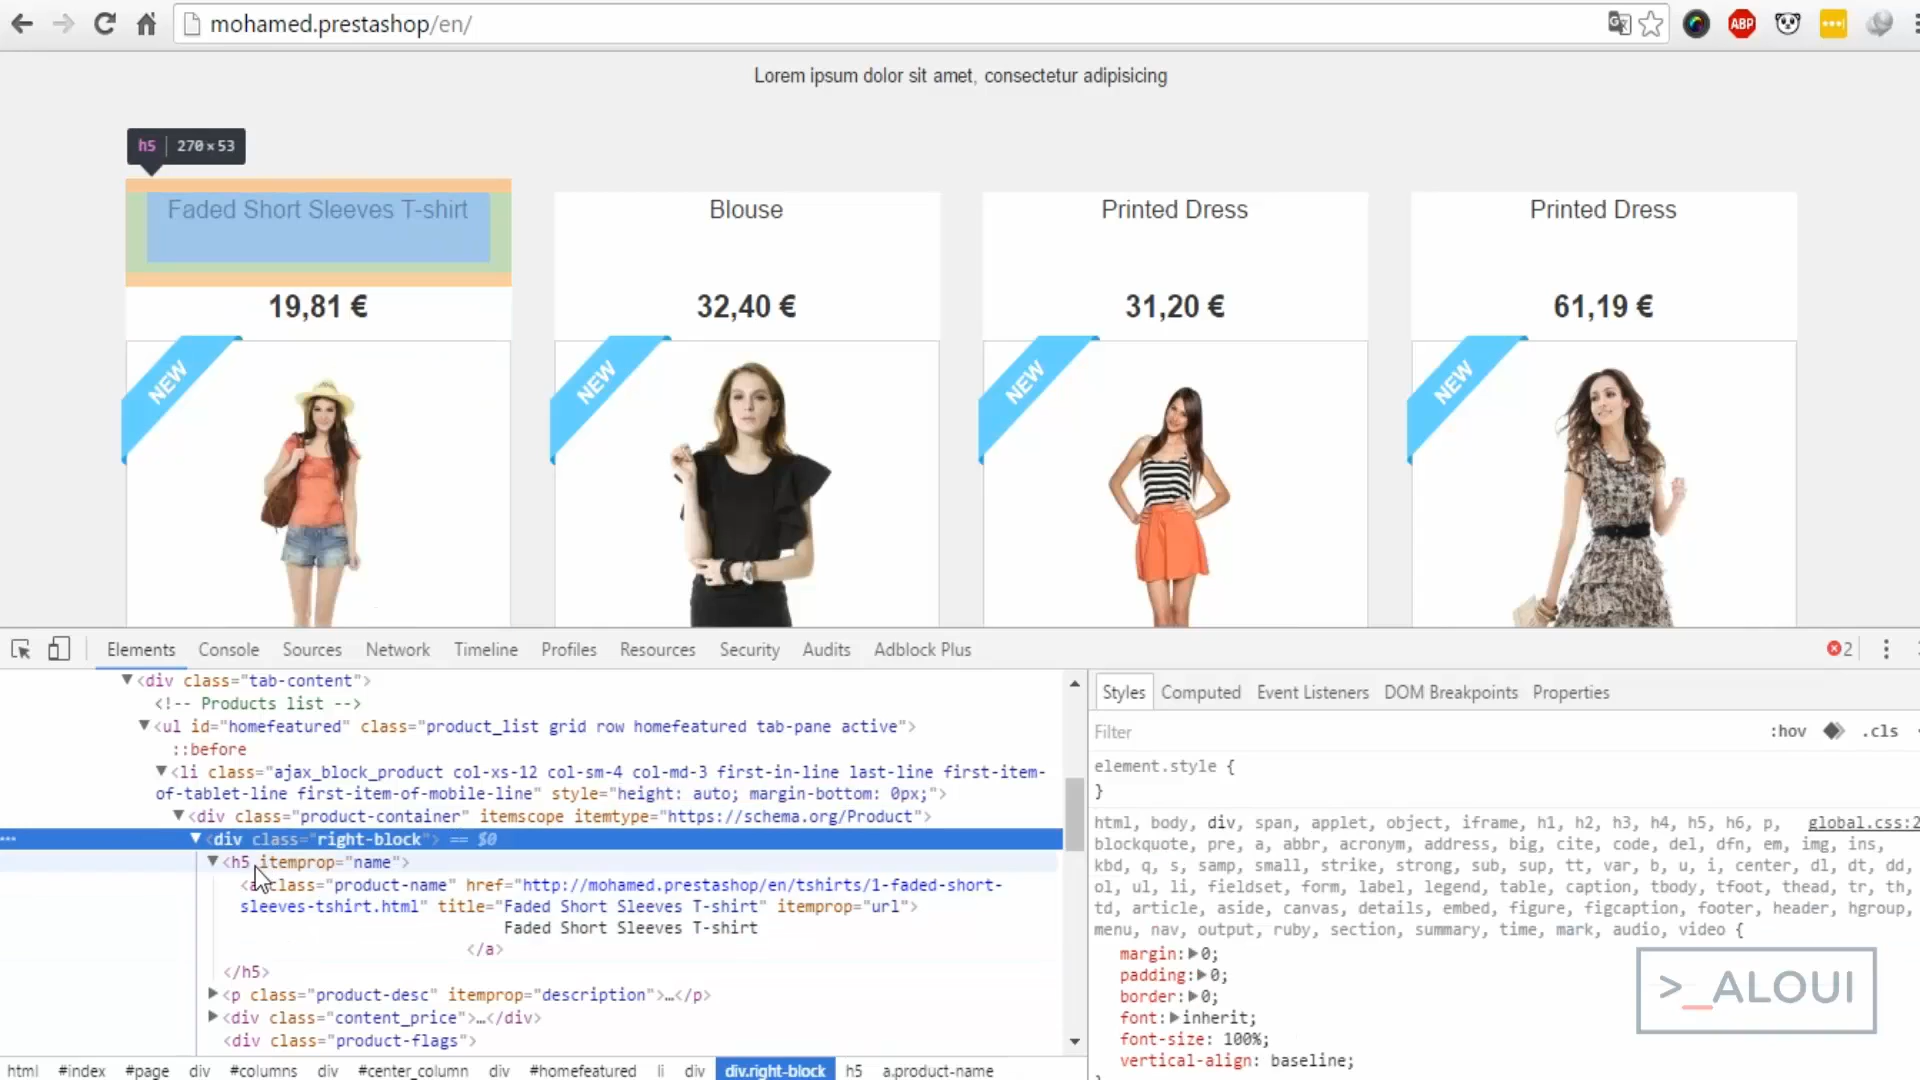 mohamed.prestashop/en/
ABP
Lorem ipsum dolor sit amet, consectetur adipisicing
h5 270×53
Faded Short Sleeves T-shirt
Blouse
Printed Dress
Printed Dress
19,81 €
32,40 €
31,20 €
61,19 €
NEW
NEW
NEW
NEW
Elements Console Sources Network Timeline Profiles Resources Security Audits Adblock Plus 2
<div class="tab-content">
<!-- Products list -->
<ul id="homefeatured" class="product_list grid row homefeatured tab-pane active">
::before
<li class="ajax_block_product col-xs-12 col-sm-4 col-md-3 first-in-line last-line first-item-
of-tablet-line first-item-of-mobile-line" style="height: auto; margin-bottom: 0px;">
<div class="product-container" itemscope itemtype="https://schema.org/Product">
<div class="right-block"> == $0
<h5 itemprop="name">
<a class="product-name" href="http://mohamed.prestashop/en/tshirts/1-faded-short-
sleeves-tshirt.html" title="Faded Short Sleeves T-shirt" itemprop="url">
Faded Short Sleeves T-shirt
</a>
</h5>
<p class="product-desc" itemprop="description">…</p>
<div class="content_price">…</div>
<div class="product-flags">
html #index #page div #columns div #center_column div #homefeatured li div div.right-block h5 a.product-name
Styles Computed Event Listeners DOM Breakpoints Properties
Filter :hov .cls
element.style {
}
html, body, div, span, applet, object, iframe, h1, h2, h3, h4, h5, h6, p, global.css:2
blockquote, pre, a, abbr, acronym, address, big, cite, code, del, dfn, em, img, ins,
kbd, q, s, samp, small, strike, strong, sub, sup, tt, var, b, u, i, center, dl, dt, dd,
ol, ul, li, fieldset, form, label, legend, table, caption, tbody, tfoot, thead, tr, th,
td, article, aside, canvas, details, embed, figure, figcaption, footer, header, hgroup,
menu, nav, output, ruby, section, summary, time, mark, audio, video {
margin: 0;
padding: 0;
border: 0;
font: inherit;
font-size: 100%;
vertical-align: baseline;
>_ALOUI